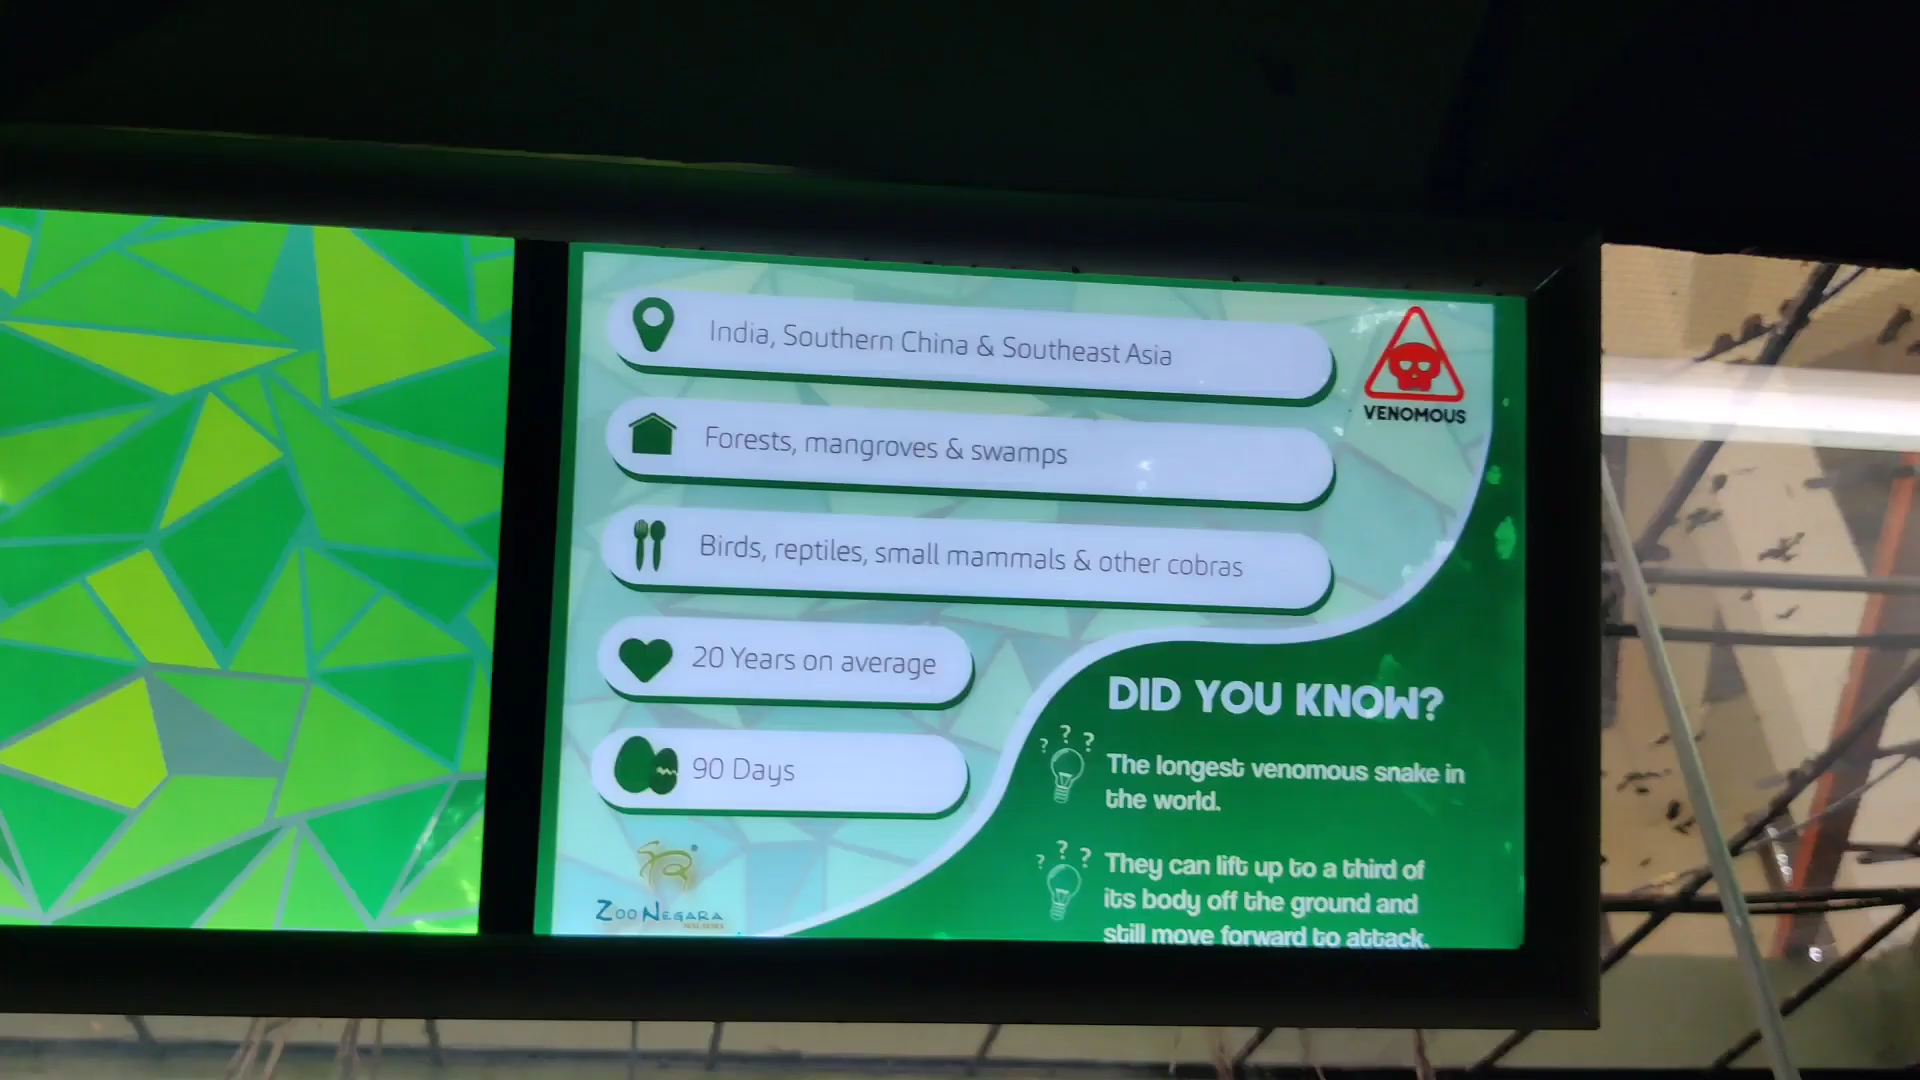 India, Southern China & Southeast Asia
VENOMOUS
Forests, mangroves & swamps
Birds, reptiles, small mammals & other cobras
20 Years on average
90 Days
DID YOU KNOW?
The longest venomous snake in
the world.
They can lift up to a third of
its body off the ground and
still move forward to attack.
ZOO NEGARA